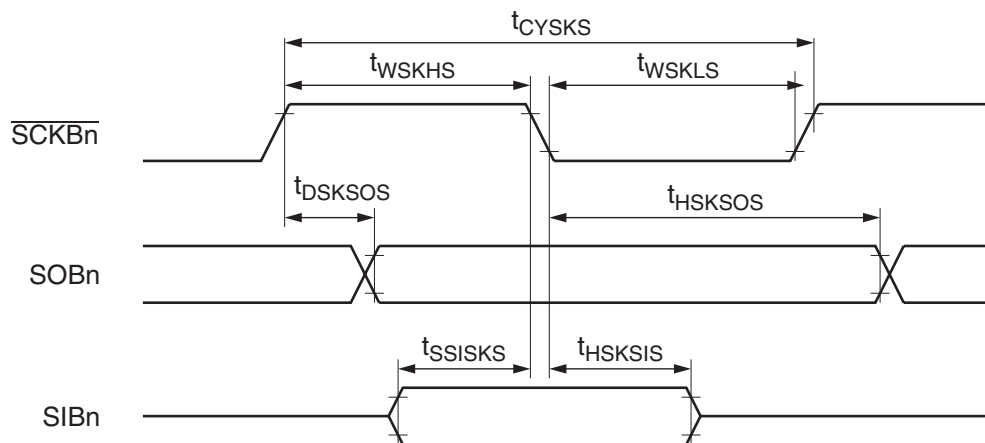 tCYSKS
tWSKHS
tWSKLS
SCKBn
tDSKSOS
tHSKSOS
SOBn
tSSISKS
tHSKSIS
SIBn